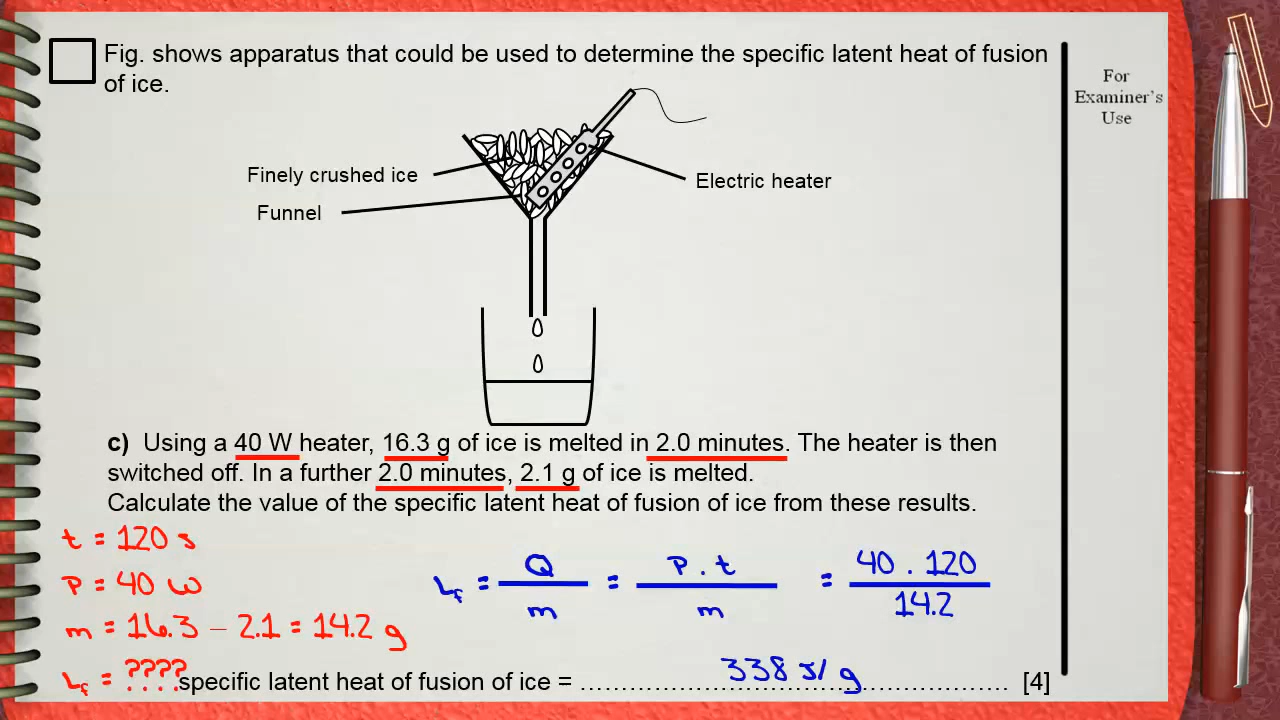 Fig. shows apparatus that could be used to determine the specific latent heat of fusion
of ice.
For
Examiner's
Use
Finely crushed ice
Electric heater
Funnel
c) Using a 40 W heater, 16.3 g of ice is melted in 2.0 minutes. The heater is then
switched off. In a further 2.0 minutes, 2.1 g of ice is melted.
Calculate the value of the specific latent heat of fusion of ice from these results.
t = 120 s
P = 40 W
m = 16.3 – 2.1 = 14.2 g
Lf = ????
Lf = Q/m = P . t/m = 40 . 120/14.2
specific latent heat of fusion of ice = ........338 J/g........ [4]